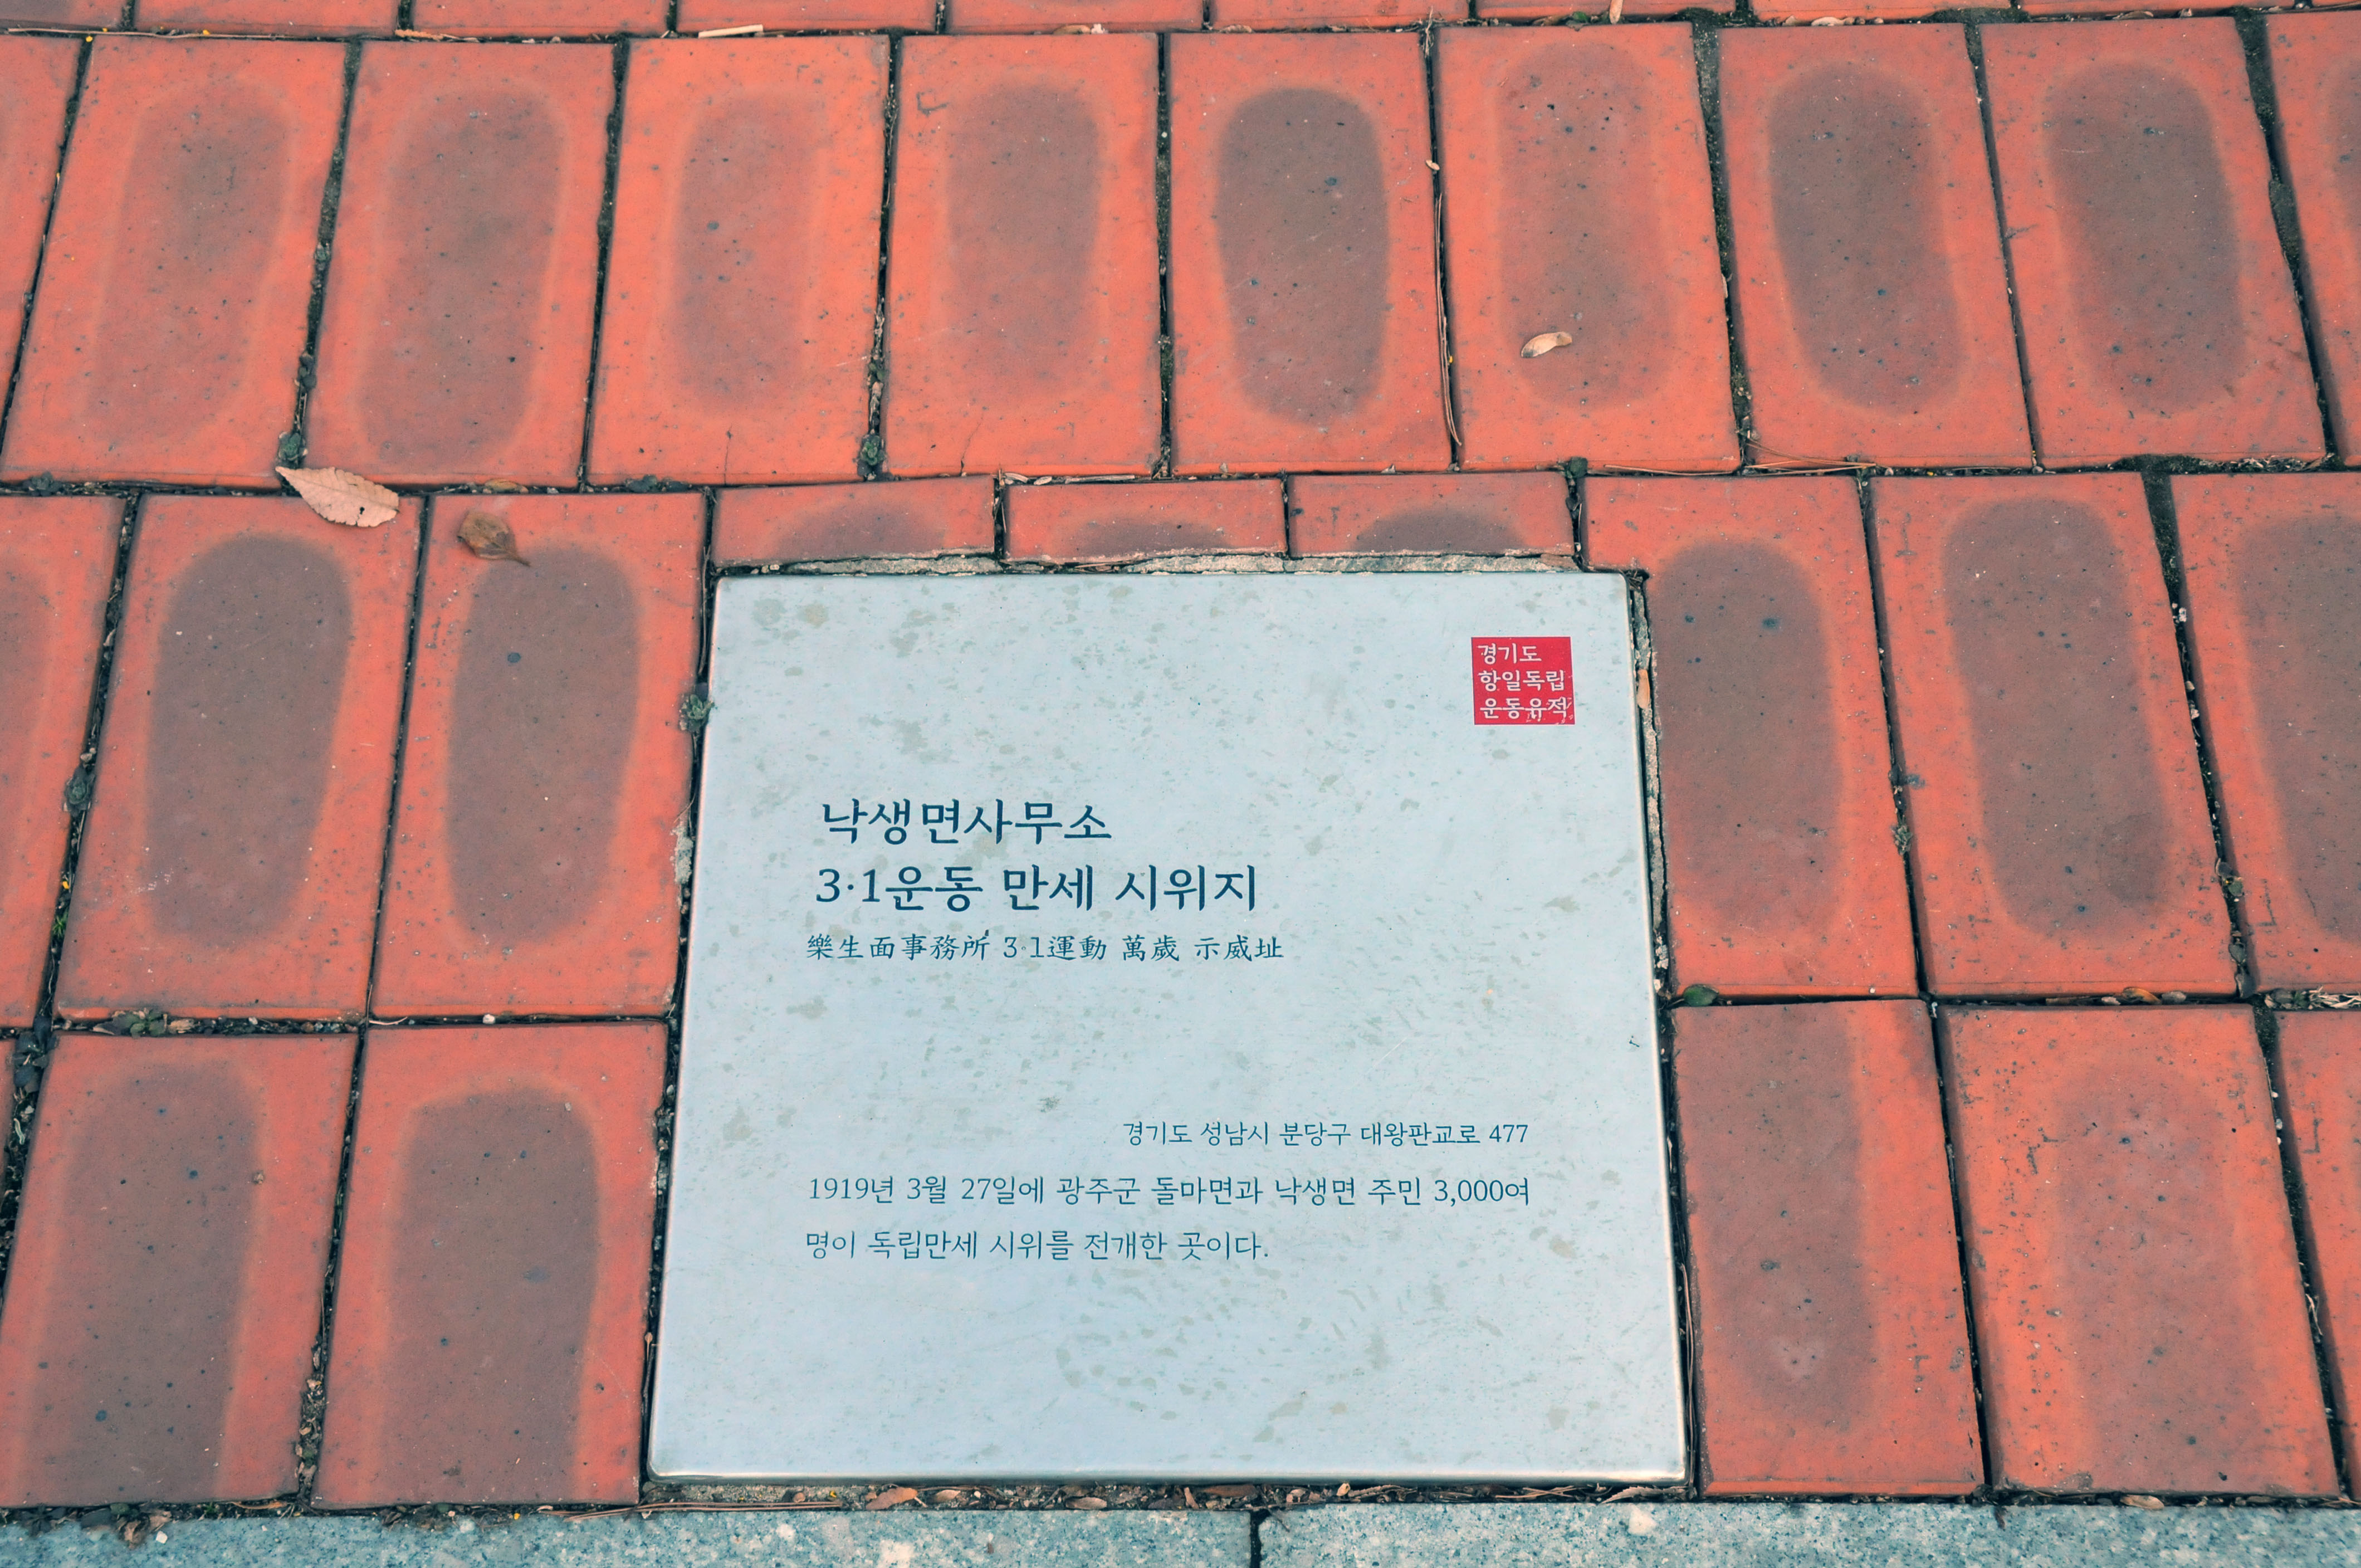 경기도
항일독립
운동유적
낙생면사무소
3·1운동 만세 시위지
樂生面事務所 3·1運動 萬歲 示威址
경기도 성남시 분당구 대왕판교로 477
1919년 3월 27일에 광주군 돌마면과 낙생면 주민 3,000여
명이 독립만세 시위를 전개한 곳이다.